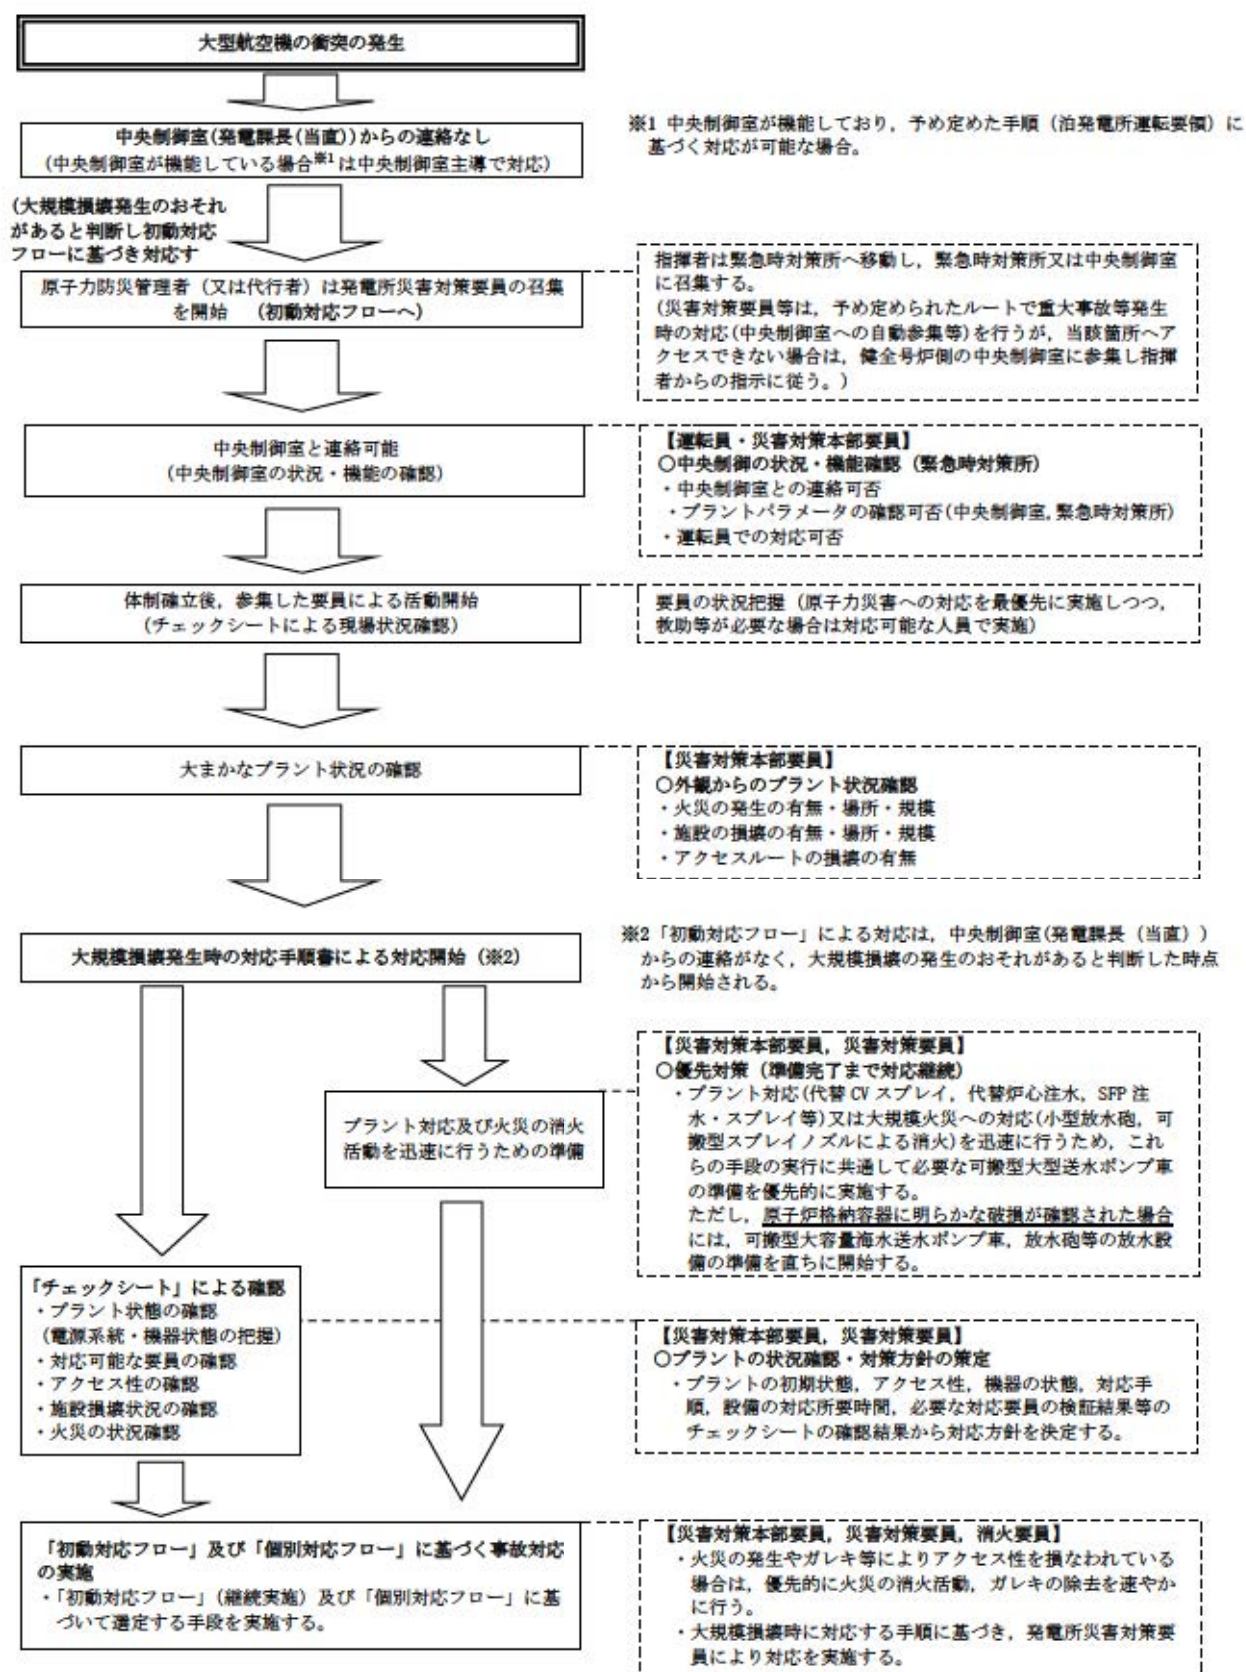 大型航空機の衝突の発生
中央制御室(発電課長(当直))からの連絡なし
(中央制御室が機能している場合※1は中央制御室主導で対応)
※1 中央制御室が機能しており，予め定めた手順（泊発電所運転要領）に
基づく対応が可能な場合。
(大規模損壊発生のおそれ
があると判断し初動対応
フローに基づき対応す
原子力防災管理者（又は代行者）は発電所災害対策要員の召集
を開始　（初動対応フローへ）
指揮者は緊急時対策所へ移動し，緊急時対策所又は中央制御室
に召集する。
(災害対策要員等は，予め定められたルートで重大事故等発生
時の対応(中央制御室への自動参集等)を行うが，当該箇所へア
クセスできない場合は，健全号炉側の中央制御室に参集し指揮
者からの指示に従う。)
中央制御室と連絡可能
(中央制御室の状況・機能の確認)
【運転員・災害対策本部要員】
○中央制御の状況・機能確認（緊急時対策所）
・中央制御室との連絡可否
・プラントパラメータの確認可否(中央制御室，緊急時対策所)
・運転員での対応可否
体制確立後，参集した要員による活動開始
(チェックシートによる現場状況確認)
要員の状況把握（原子力災害への対応を最優先に実施しつつ，
救助等が必要な場合は対応可能な人員で実施)
大まかなプラント状況の確認
【災害対策本部要員】
○外観からのプラント状況確認
・火災の発生の有無・場所・規模
・施設の損壊の有無・場所・規模
・アクセスルートの損壊の有無
大規模損壊発生時の対応手順書による対応開始（※2）
※2「初動対応フロー」による対応は，中央制御室(発電課長（当直））
からの連絡がなく，大規模損壊の発生のおそれがあると判断した時点
から開始される。
プラント対応及び火災の消火
活動を迅速に行うための準備
【災害対策本部要員，災害対策要員】
○優先対策（準備完了まで対応継続）
・プラント対応(代替 CV スプレイ，代替炉心注水，SFP 注
水・スプレイ等)又は大規模火災への対応(小型放水砲，可
搬型スプレイノズルによる消火)を迅速に行うため，これ
らの手段の実行に共通して必要な可搬型大型送水ポンプ車
の準備を優先的に実施する。
ただし，原子炉格納容器に明らかな破損が確認された場合
には，可搬型大容量海水送水ポンプ車，放水砲等の放水設
備の準備を直ちに開始する。
「チェックシート」による確認
・プラント状態の確認
(電源系統・機器状態の把握)
・対応可能な要員の確認
・アクセス性の確認
・施設損壊状況の確認
・火災の状況確認
【災害対策本部要員，災害対策要員】
○プラントの状況確認・対策方針の策定
・プラントの初期状態，アクセス性，機器の状態，対応手
順，設備の対応所要時間，必要な対応要員の検証結果等の
チェックシートの確認結果から対応方針を決定する。
「初動対応フロー」及び「個別対応フロー」に基づく事故対応
の実施
・「初動対応フロー」（継続実施）及び「個別対応フロー」に基
づいて選定する手段を実施する。
【災害対策本部要員，災害対策要員，消火要員】
・火災の発生やガレキ等によりアクセス性を損なわれている
場合は，優先的に火災の消火活動，ガレキの除去を速やか
に行う。
・大規模損壊時に対応する手順に基づき，発電所災害対策要
員により対応を実施する。